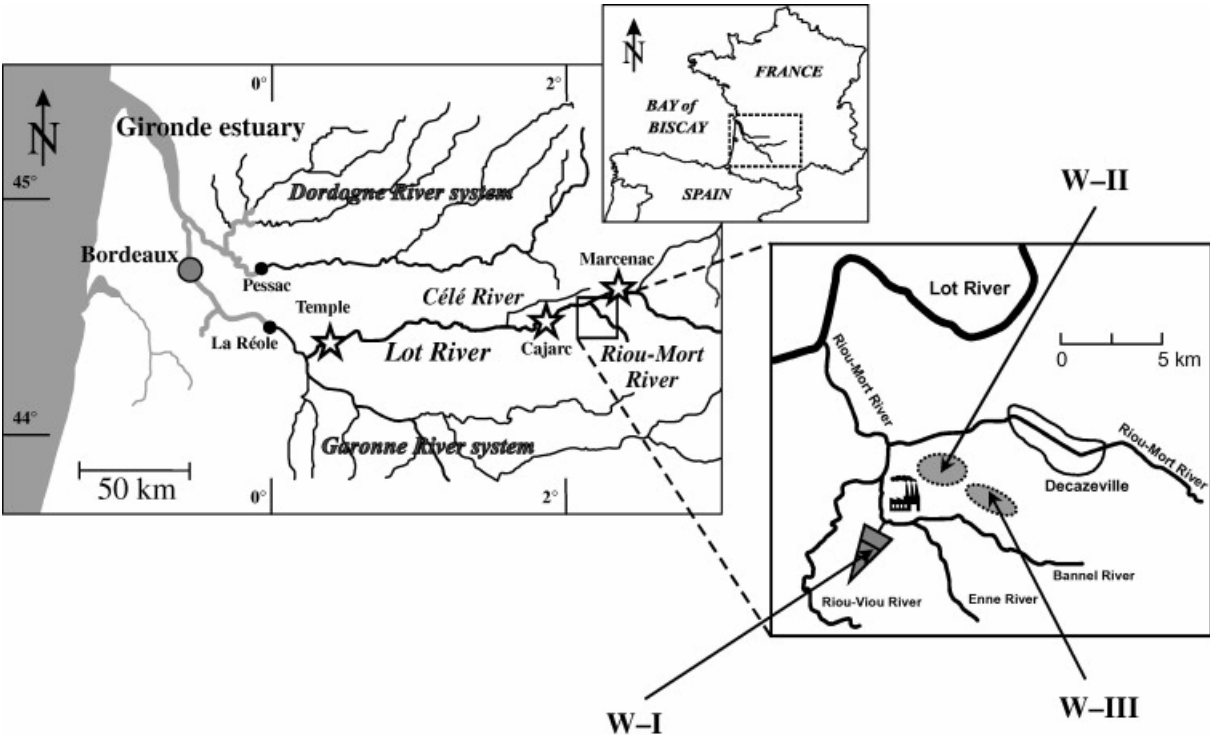 N
0°
2°
Gironde estuary
45°
Dordogne River system
Bordeaux
Pessac
Temple
Célé River
Marcenac
La Réole
Lot River
Cajarc
Riou-Mort
River
44°
Garonne River system
50 km
0°
2°
N
FRANCE
BAY of
BISCAY
SPAIN
W–II
Lot River
0 5 km
Riou-Mort River
Riou-Mort River
Decazeville
Bannel River
Riou-Viou River
Enne River
W–I
W–III